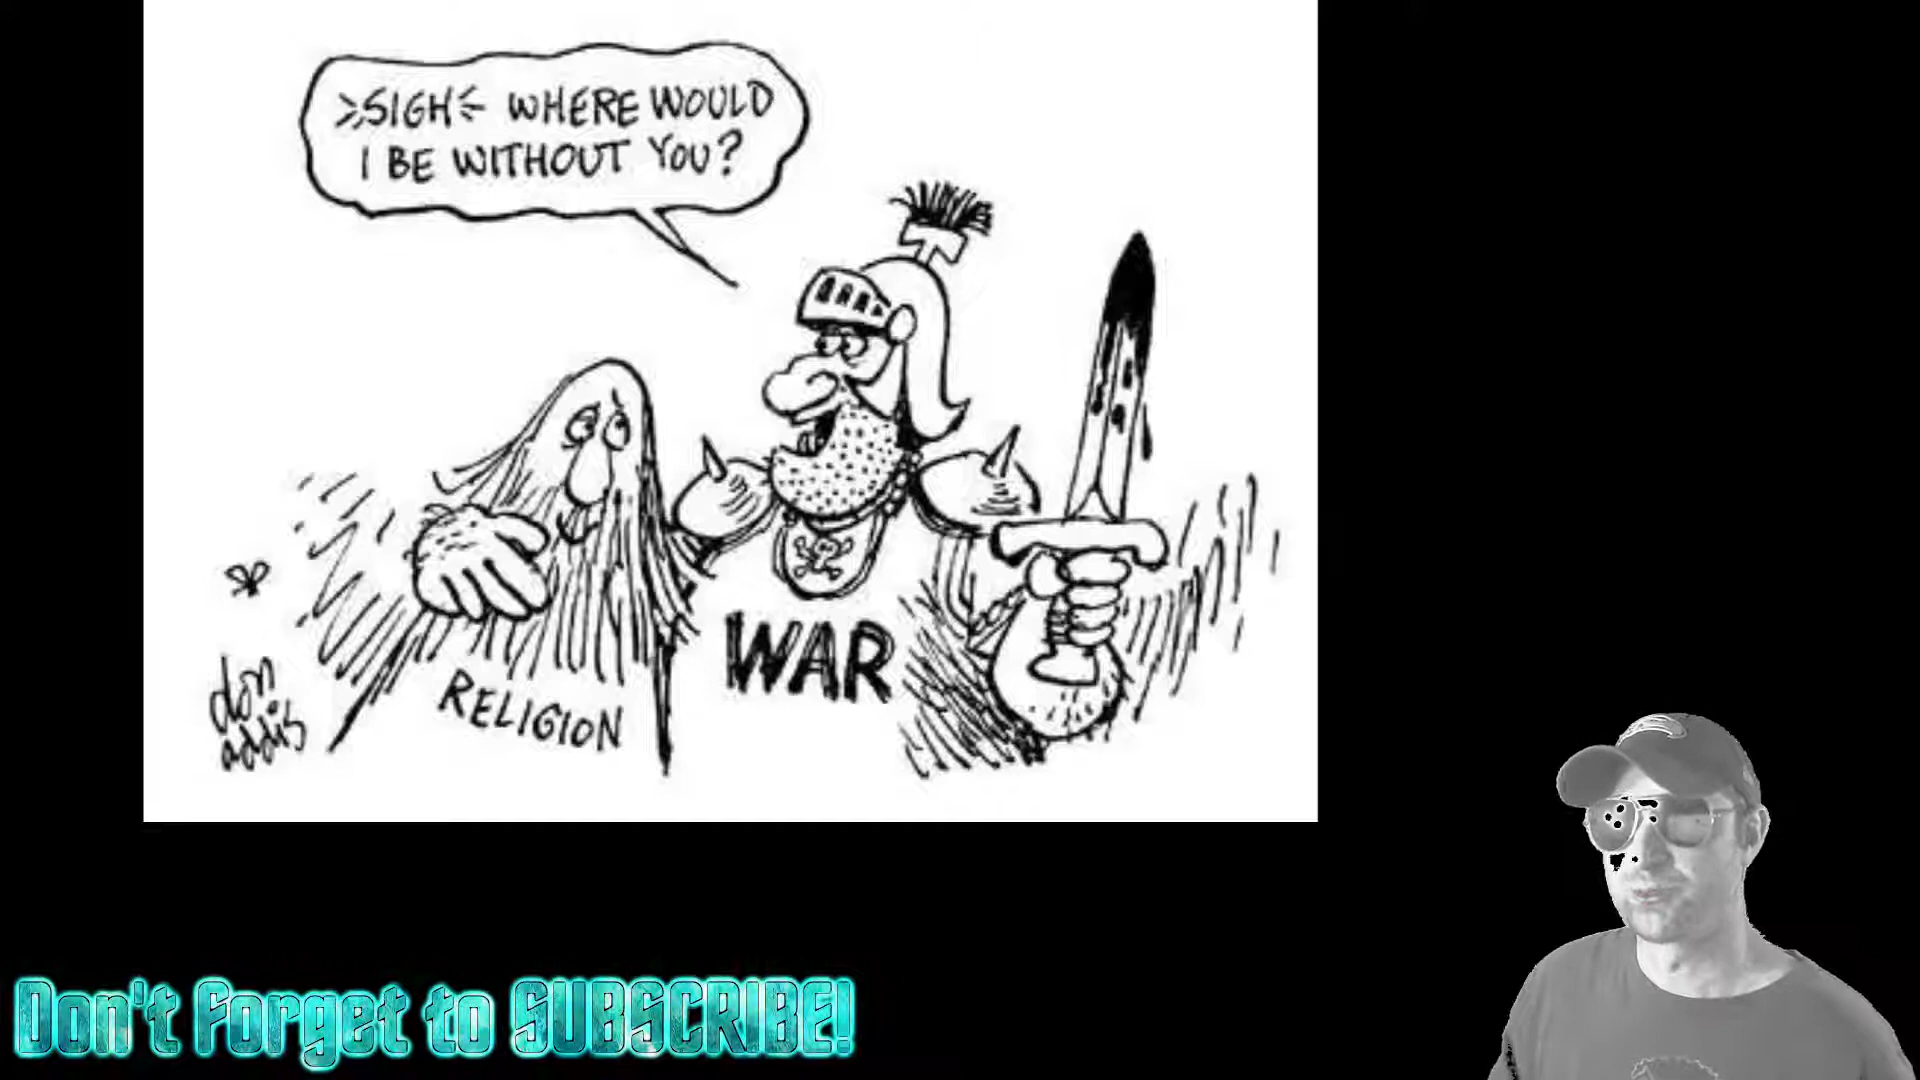 SIGH WHERE WOULD
I BE WITHOUT YOU?
WAR
RELIGION
don
addis
Don't forget to SUBSCRIBE!